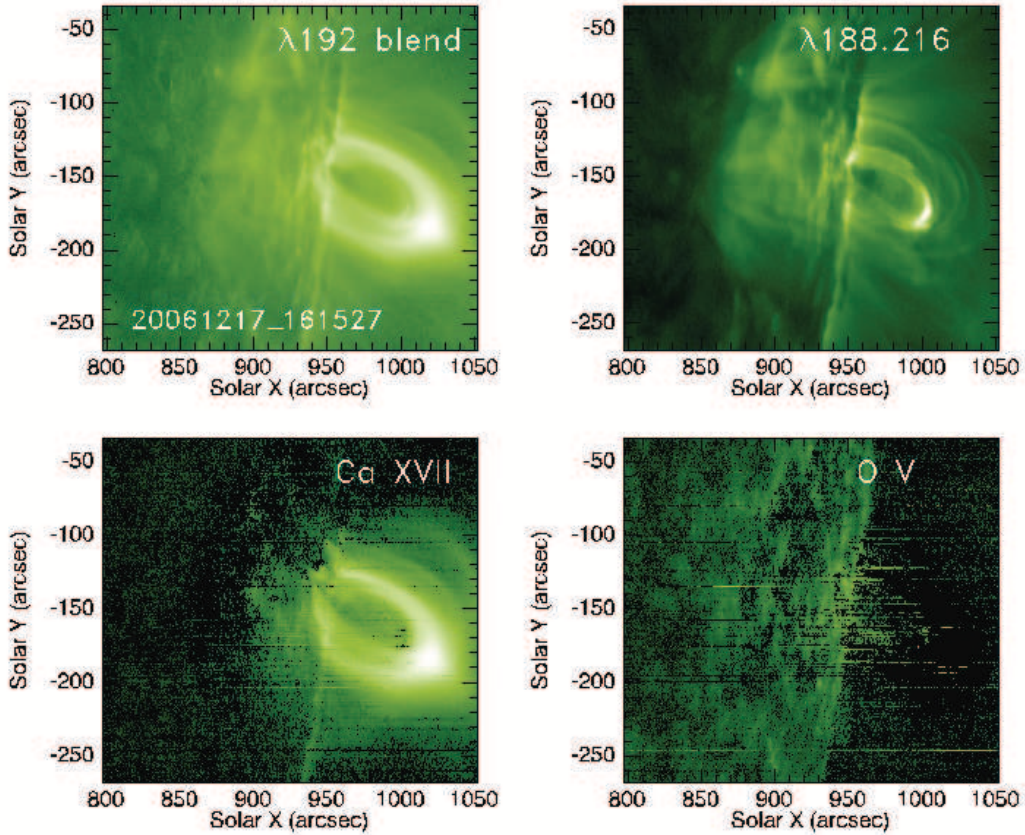 λ192 blend
20061217_161527
-50
-100
-150
-200
-250
Solar Y (arcsec)
800 850 900 950 1000 1050
Solar X (arcsec)
λ188.216
-50
-100
-150
-200
-250
Solar Y (arcsec)
800 850 900 950 1000 1050
Solar X (arcsec)
Ca XVII
-50
-100
-150
-200
-250
Solar Y (arcsec)
800 850 900 950 1000 1050
Solar X (arcsec)
O V
-50
-100
-150
-200
-250
Solar Y (arcsec)
800 850 900 950 1000 1050
Solar X (arcsec)